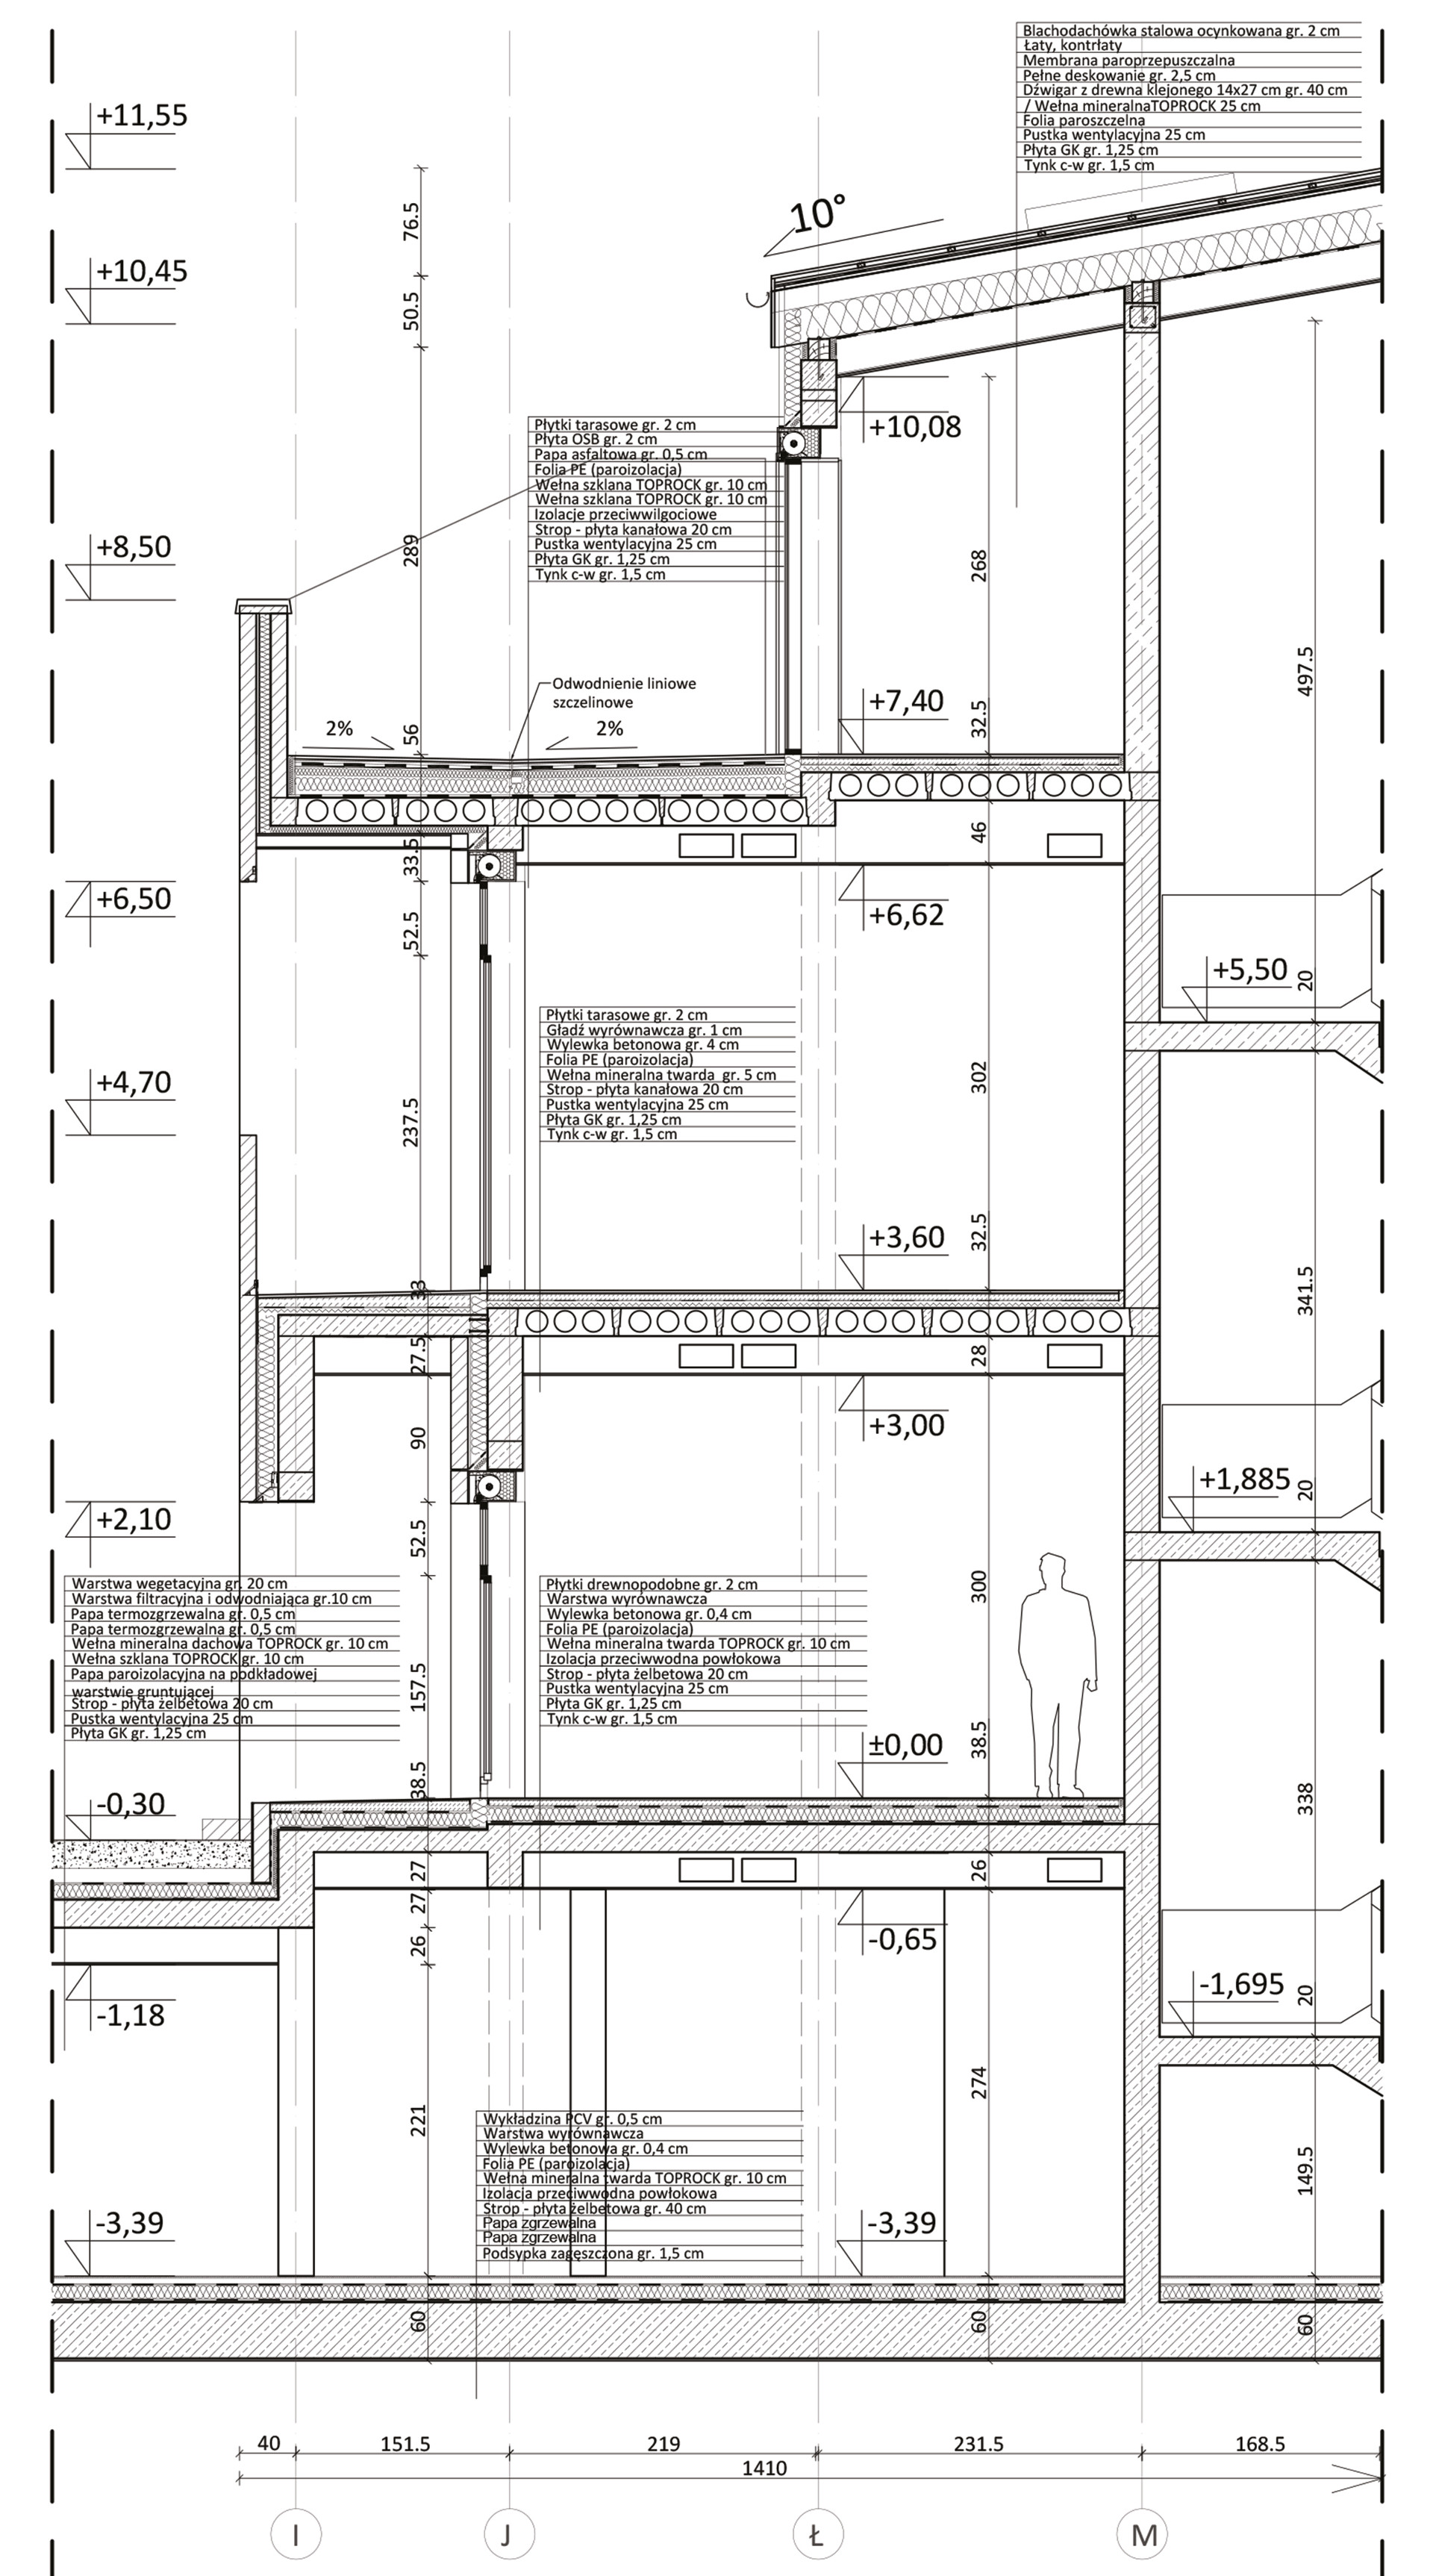 Blachodachówka stalowa ocynkowana gr. 2 cm
Łaty, kontrłaty
Membrana paroprzepuszczalna
Pełne deskowanie gr. 2,5 cm
Dźwigar z drewna klejonego 14x27 cm gr. 40 cm
/ Wełna mineralnaTOPROCK 25 cm
Folia paroszczelna
Pustka wentylacyjna 25 cm
Płyta GK gr. 1,25 cm
Tynk c-w gr. 1,5 cm
+11,55
+10,45
+8,50
+6,50
+4,70
+2,10
76.5
50.5
289
56
33.5
52.5
237.5
33
27.5
90
52.5
157.5
38.5
27
27
26
221
60
10°
Płytki tarasowe gr. 2 cm
Płyta OSB gr. 2 cm
Papa asfaltowa gr. 0,5 cm
Folia PE (paroizolacja)
Wełna szklana TOPROCK gr. 10 cm
Wełna szklana TOPROCK gr. 10 cm
Izolacje przeciwwilgociowe
Strop - płyta kanałowa 20 cm
Pustka wentylacyjna 25 cm
Płyta GK gr. 1,25 cm
Tynk c-w gr. 1,5 cm
Odwodnienie liniowe
szczelinowe
2%
2%
+10,08
268
+7,40
32.5
46
+6,62
302
+3,60
32.5
28
+3,00
300
±0,00
38.5
26
-0,65
274
-3,39
60
497.5
+5,50
20
341.5
+1,885
20
338
-1,695
20
149.5
60
Płytki tarasowe gr. 2 cm
Gładź wyrównawcza gr. 1 cm
Wylewka betonowa gr. 4 cm
Folia PE (paroizolacja)
Wełna mineralna twarda gr. 5 cm
Strop - płyta kanałowa 20 cm
Pustka wentylacyjna 25 cm
Płyta GK gr. 1,25 cm
Tynk c-w gr. 1,5 cm
Warstwa wegetacyjna gr. 20 cm
Warstwa filtracyjna i odwodniająca gr.10 cm
Papa termozgrzewalna gr. 0,5 cm
Papa termozgrzewalna gr. 0,5 cm
Wełna mineralna dachowa TOPROCK gr. 10 cm
Wełna szklana TOPROCK gr. 10 cm
Papa paroizolacyjna na podkładowej
warstwie gruntującej
Strop - płyta żelbetowa 20 cm
Pustka wentylacyjna 25 cm
Płyta GK gr. 1,25 cm
Płytki drewnopodobne gr. 2 cm
Warstwa wyrównawcza
Wylewka betonowa gr. 0,4 cm
Folia PE (paroizolacja)
Wełna mineralna twarda TOPROCK gr. 10 cm
Izolacja przeciwwodna powłokowa
Strop - płyta żelbetowa 20 cm
Pustka wentylacyjna 25 cm
Płyta GK gr. 1,25 cm
Tynk c-w gr. 1,5 cm
-0,30
-1,18
-3,39
Wykładzina PCV gr. 0,5 cm
Warstwa wyrównawcza
Wylewka betonowa gr. 0,4 cm
Folia PE (paroizolacja)
Wełna mineralna twarda TOPROCK gr. 10 cm
Izolacja przeciwwodna powłokowa
Strop - płyta żelbetowa gr. 40 cm
Papa zgrzewalna
Papa zgrzewalna
Podsypka zagęszczona gr. 1,5 cm
40 151.5 219 231.5 168.5
1410
I J Ł M